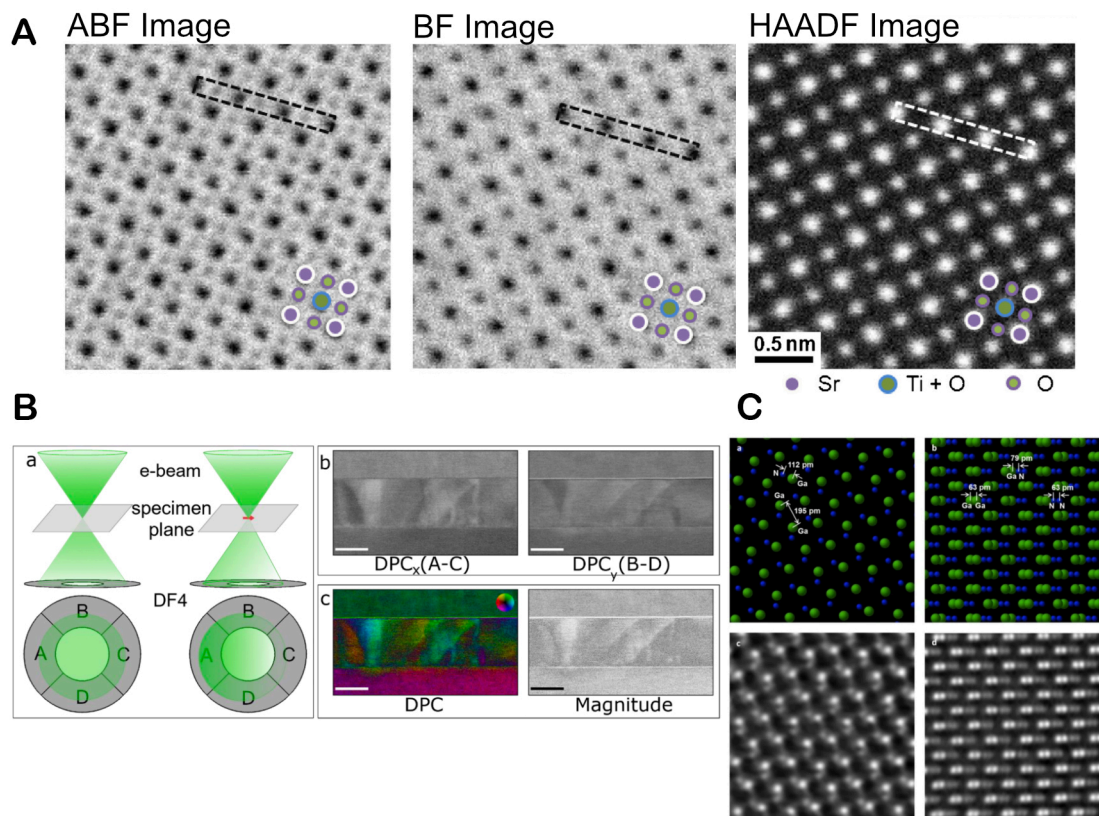 A
ABF Image
BF Image
HAADF Image
0.5 nm
Sr
Ti + O
O
B
a
e-beam
specimen
plane
DF4
B
A
C
D
B
A
C
D
b
DPCx(A-C)
DPCy(B-D)
c
DPC
Magnitude
C
a
112 pm
N
Ga
Ga
195 pm
Ga
b
79 pm
Ga N
63 pm
63 pm
Ga Ga
N N
c
d